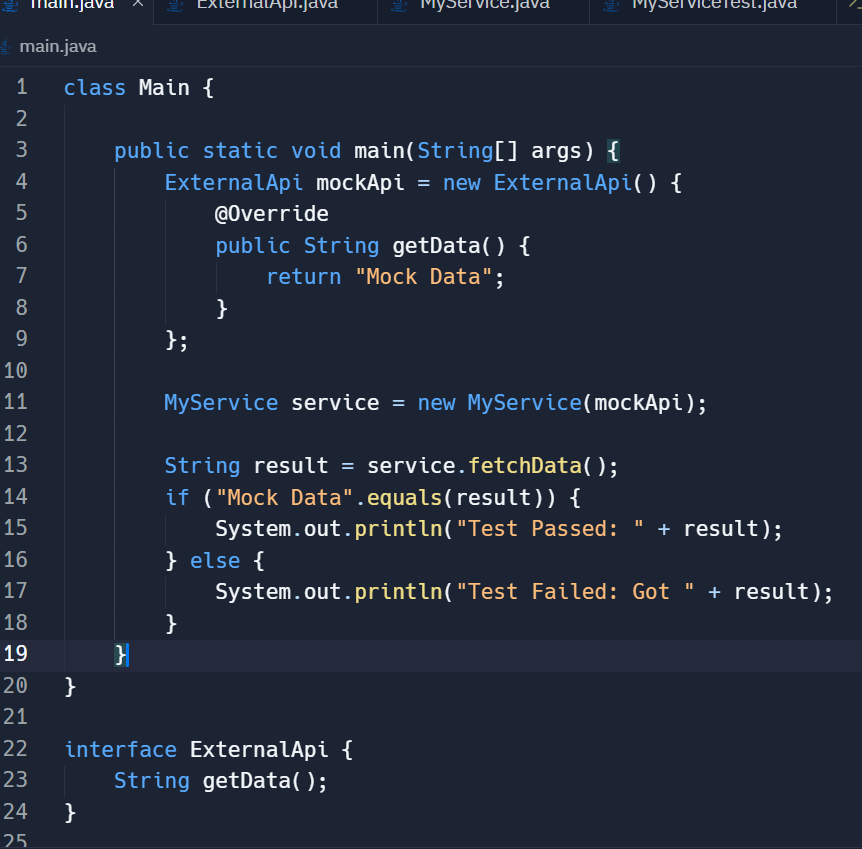 main.java × ExternalApi.java MyService.java MyServiceTest.java
main.java
1 class Main {
2
3     public static void main(String[] args) {
4         ExternalApi mockApi = new ExternalApi() {
5             @Override
6             public String getData() {
7                 return "Mock Data";
8             }
9         };
10
11         MyService service = new MyService(mockApi);
12
13         String result = service.fetchData();
14         if ("Mock Data".equals(result)) {
15             System.out.println("Test Passed: " + result);
16         } else {
17             System.out.println("Test Failed: Got " + result);
18         }
19     }
20 }
21
22 interface ExternalApi {
23     String getData();
24 }
25